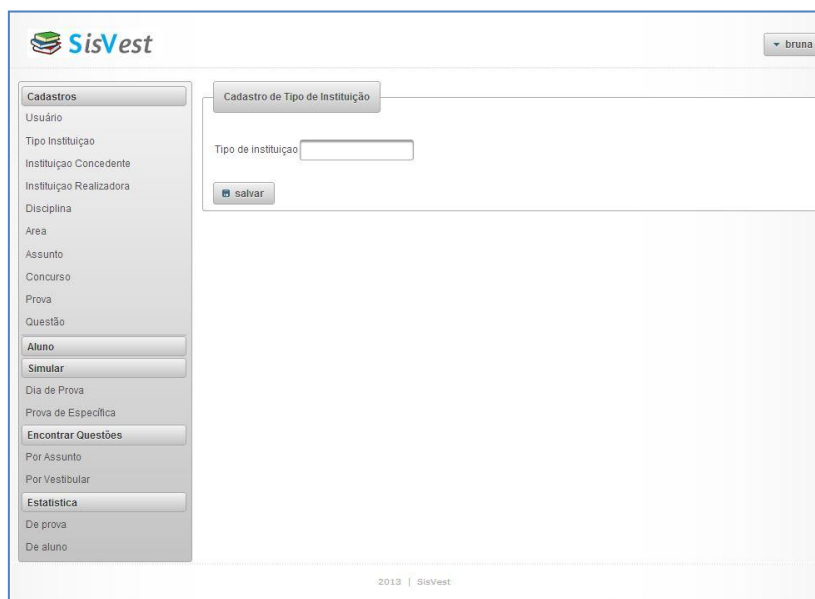 SisVest
bruna
Cadastros
Usuário
Tipo Instituiçao
Instituiçao Concedente
Instituiçao Realizadora
Disciplina
Area
Assunto
Concurso
Prova
Questão
Aluno
Simular
Dia de Prova
Prova de Específica
Encontrar Questões
Por Assunto
Por Vestibular
Estatistica
De prova
De aluno
Cadastro de Tipo de Instituição
Tipo de instituiçao
salvar
2013 | SisVest